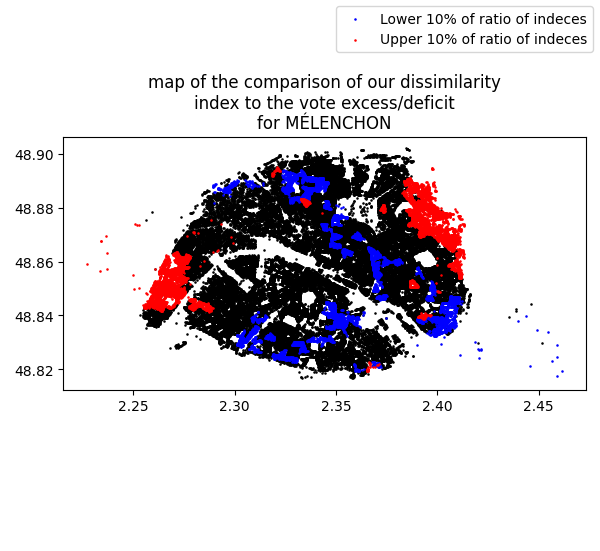 Lower 10% of ratio of indeces
Upper 10% of ratio of indeces
map of the comparison of our dissimilarity
index to the vote excess/deficit
for MÉLENCHON
48.90
48.88
48.86
48.84
48.82
2.25 2.30 2.35 2.40 2.45